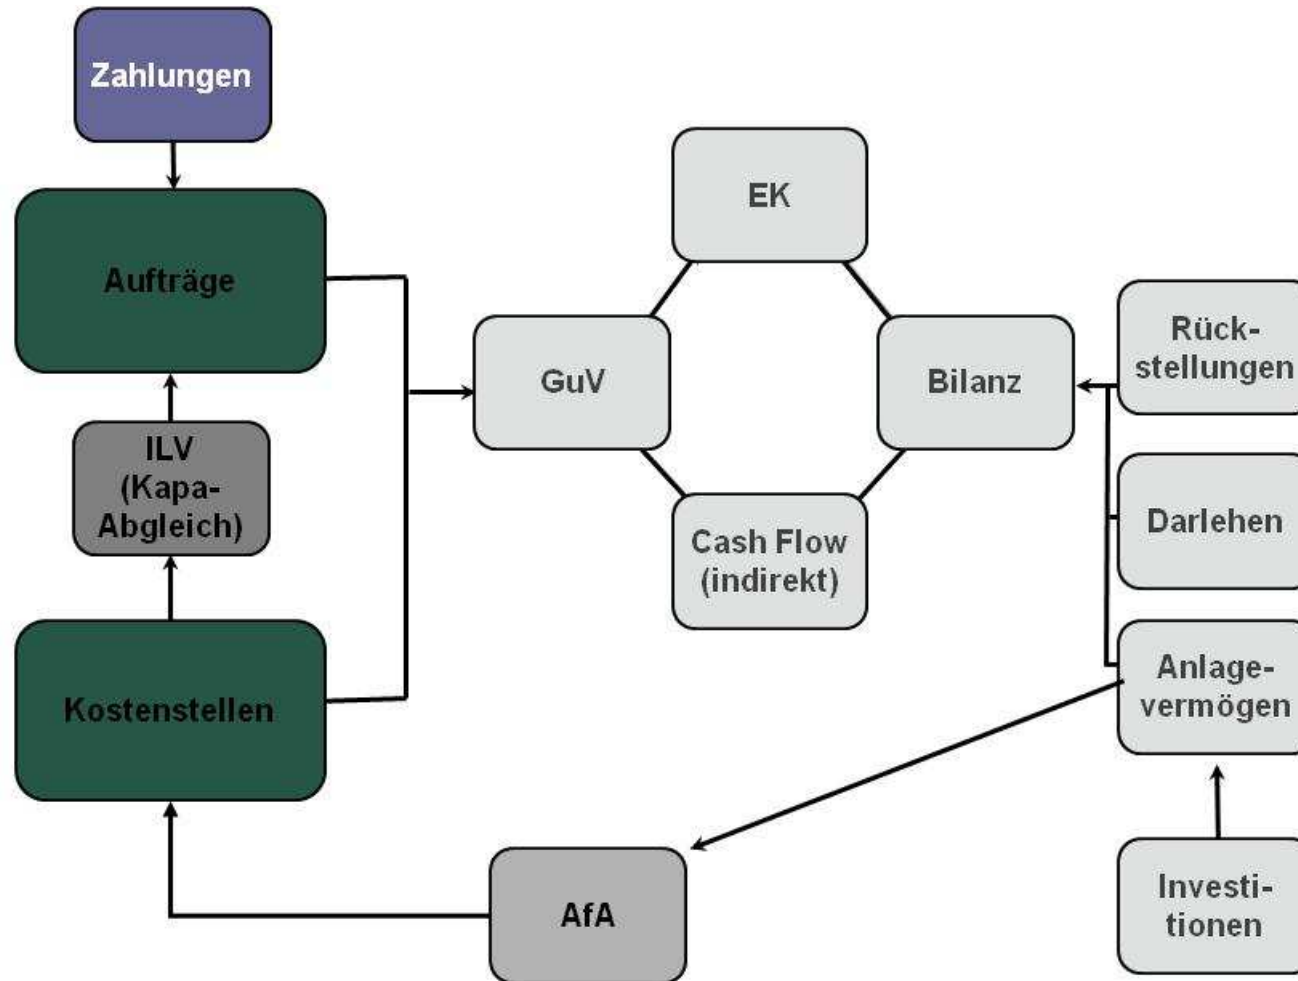 Zahlungen
Aufträge
ILV
(Kapa-
Abgleich)
Kostenstellen
EK
GuV
Bilanz
Cash Flow
(indirekt)
Rück-
stellungen
Darlehen
Anlage-
vermögen
Investi-
tionen
AfA